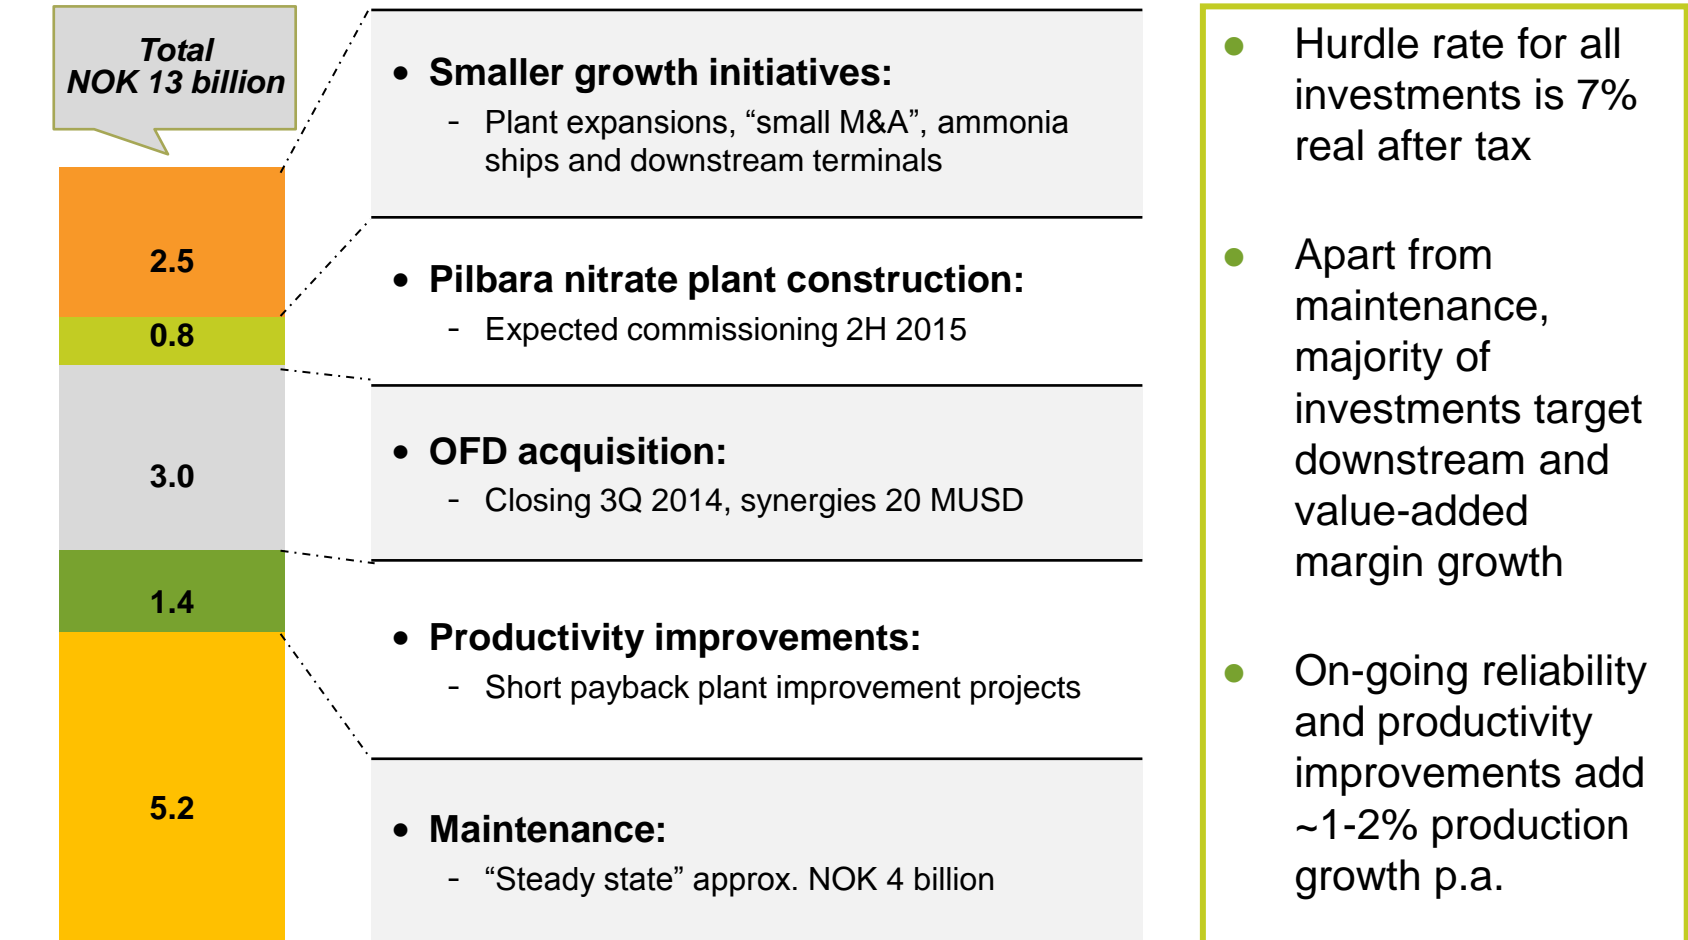 Total
NOK 13 billion
2.5
0.8
3.0
1.4
5.2
• Smaller growth initiatives:
- Plant expansions, “small M&A”, ammonia
ships and downstream terminals
• Pilbara nitrate plant construction:
- Expected commissioning 2H 2015
• OFD acquisition:
- Closing 3Q 2014, synergies 20 MUSD
• Productivity improvements:
- Short payback plant improvement projects
• Maintenance:
- “Steady state” approx. NOK 4 billion
● Hurdle rate for all
investments is 7%
real after tax
● Apart from
maintenance,
majority of
investments target
downstream and
value-added
margin growth
● On-going reliability
and productivity
improvements add
~1-2% production
growth p.a.